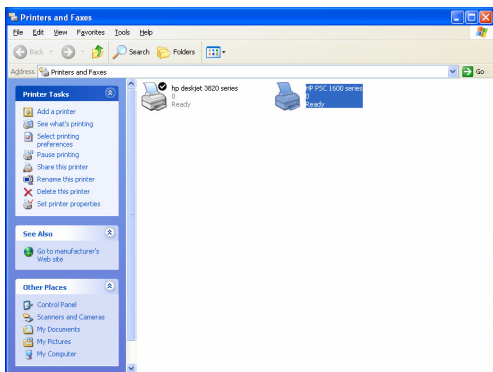 Printers and Faxes
File Edit View Favorites Tools Help
Back Search Folders
Address Printers and Faxes Go
Printer Tasks
Add a printer
See what's printing
Select printing
preferences
Pause printing
Share this printer
Rename this printer
Delete this printer
Set printer properties
See Also
Go to manufacturer's
Web site
Other Places
Control Panel
Scanners and Cameras
My Documents
My Pictures
My Computer
hp deskjet 3820 series
0
Ready
HP PSC 1600 series
0
Ready